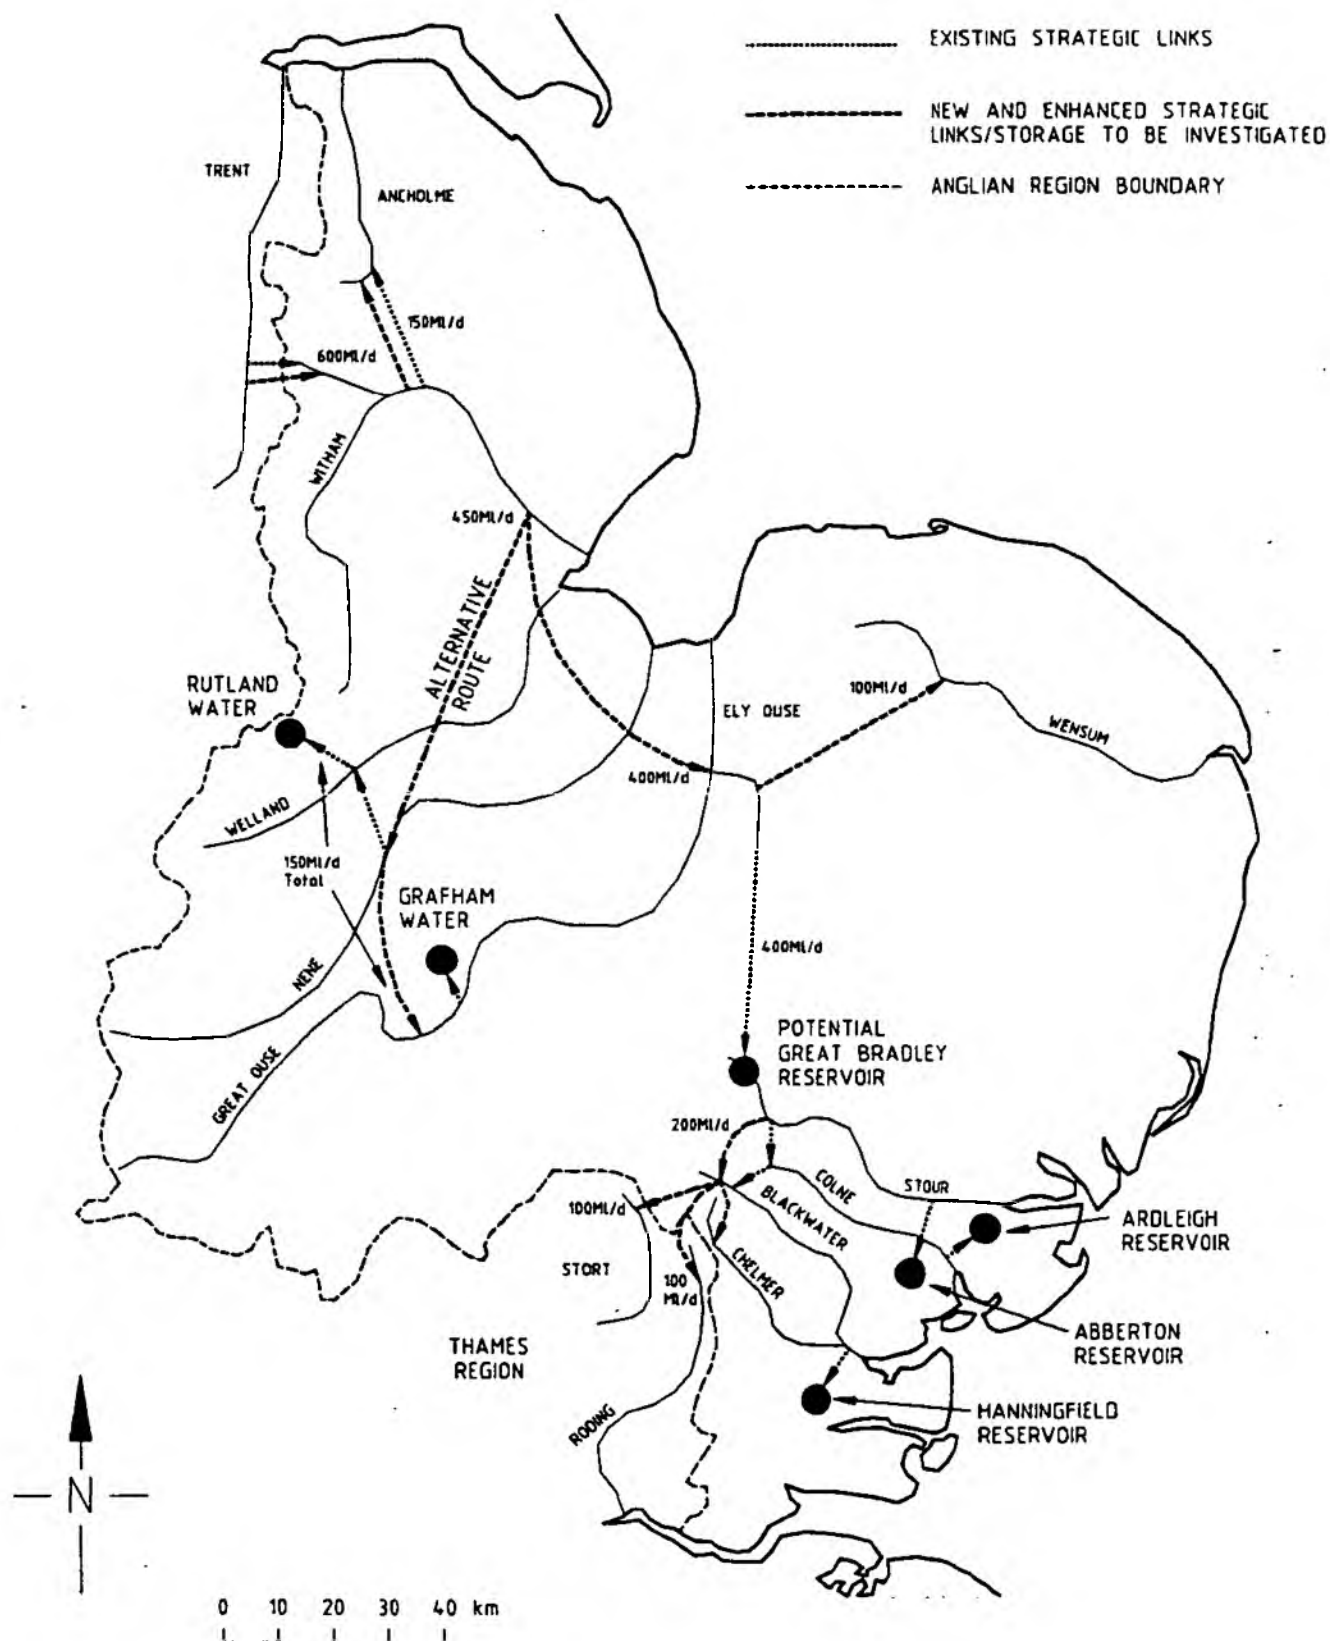 EXISTING STRATEGIC LINKS
NEW AND ENHANCED STRATEGIC
LINKS/STORAGE TO BE INVESTIGATED
ANGLIAN REGION BOUNDARY
TRENT
ANCHOLME
150Ml/d
600Ml/d
WITHAM
450Ml/d
ALTERNATIVE
ROUTE
RUTLAND
WATER
ELY OUSE
100Ml/d
WENSUM
400Ml/d
WELLAND
150Ml/d
Total
GRAFHAM
WATER
400Ml/d
NENE
GREAT OUSE
POTENTIAL
GREAT BRADLEY
RESERVOIR
200Ml/d
COLNE
STOUR
BLACKWATER
100Ml/d
ARDLEIGH
RESERVOIR
STORT
CHELMER
100
Ml/d
THAMES
REGION
ABBERTON
RESERVOIR
HANNINGFIELD
RESERVOIR
RODING
N
0 10 20 30 40 km